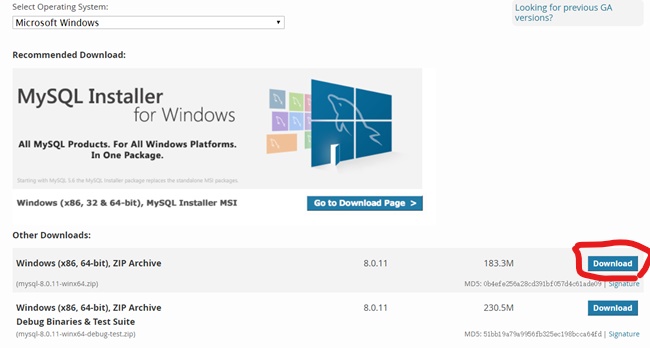 Select Operating System:
Looking for previous GA
versions?
Microsoft Windows
Recommended Download:
MySQL Installer
for Windows
All MySQL Products. For All Windows Platforms.
In One Package.
Starting with MySQL 5.6 the MySQL Installer package replaces the standalone MSI packages.
Windows (x86, 32 & 64-bit), MySQL Installer MSI
Go to Download Page >
Other Downloads:
Windows (x86, 64-bit), ZIP Archive 8.0.11 183.3M Download
(mysql-8.0.11-winx64.zip) MD5: 0b4efe256a28cd391bf057d4c61ade09 | Signature
Windows (x86, 64-bit), ZIP Archive 8.0.11 230.5M Download
Debug Binaries & Test Suite
(mysql-8.0.11-winx64-debug-test.zip) MD5: 51bb19a79a9956fb325ec198bcca64fd | Signature